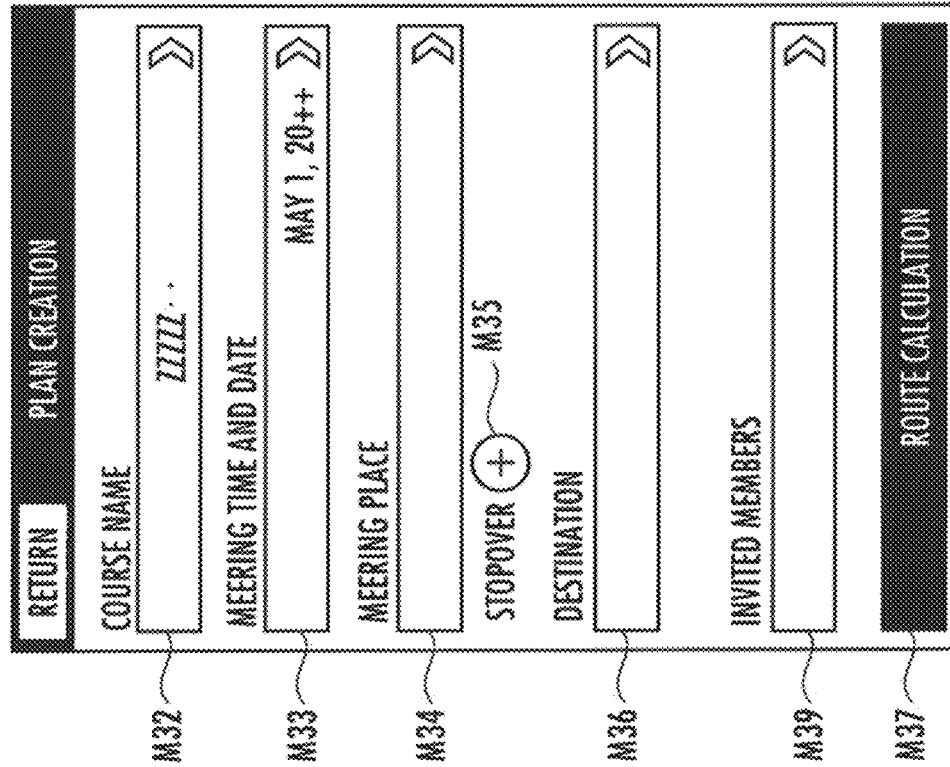 RETURN PLAN CREATION
COURSE NAME
M32 ZZZZZ··
MEERING TIME AND DATE
M33 MAY 1, 20++
MEERING PLACE
M34
STOPOVER + M35
DESTINATION
M36
INVITED MEMBERS
M39
M37 ROUTE CALCULATION